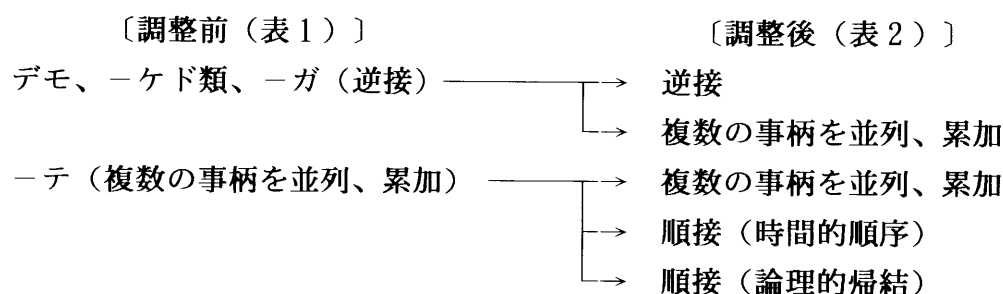 〔調整前（表１）〕 〔調整後（表２）〕
デモ、－ケド類、－ガ（逆接） 逆接
複数の事柄を並列、累加
－テ（複数の事柄を並列、累加） 複数の事柄を並列、累加
順接（時間的順序）
順接（論理的帰結）